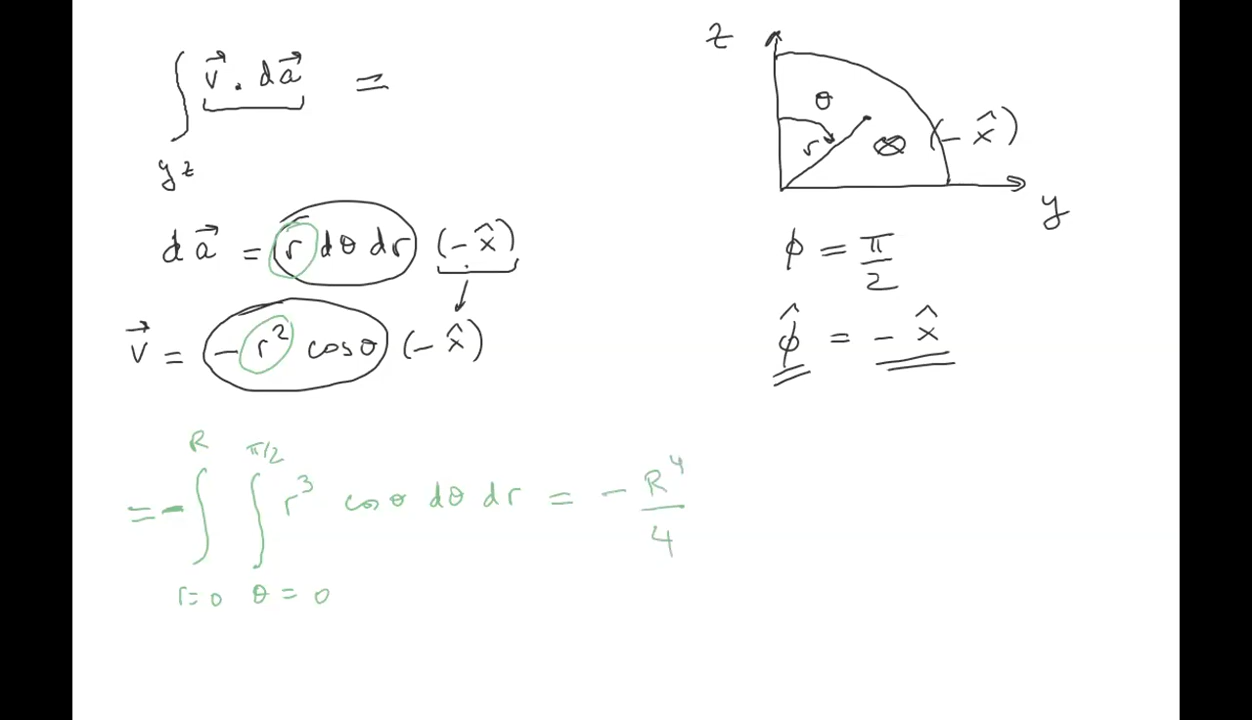 ∫ v⃗ . da⃗ =
yz
da⃗ = r dθ dr (-x̂)
v⃗ = - r² cosθ (-x̂)
R π/2
= - ∫ ∫ r³ cosθ dθ dr = - R⁴/4
r=0 θ=0
z
θ
r ⊗ (-x̂)
y
ϕ = π/2
ϕ̂ = - x̂